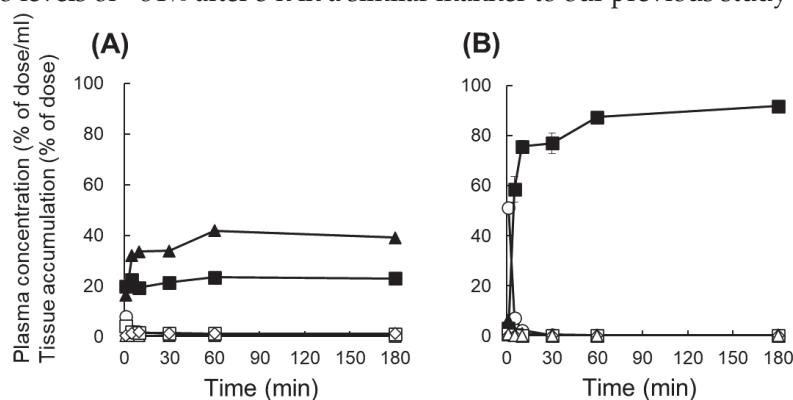 (A)
(B)
Plasma concentration (% of dose/ml)
Tissue accumulation (% of dose)
100
80
60
40
20
0
0 30 60 90 120 150 180
Time (min)
100
80
60
40
20
0
0 30 60 90 120 150 180
Time (min)